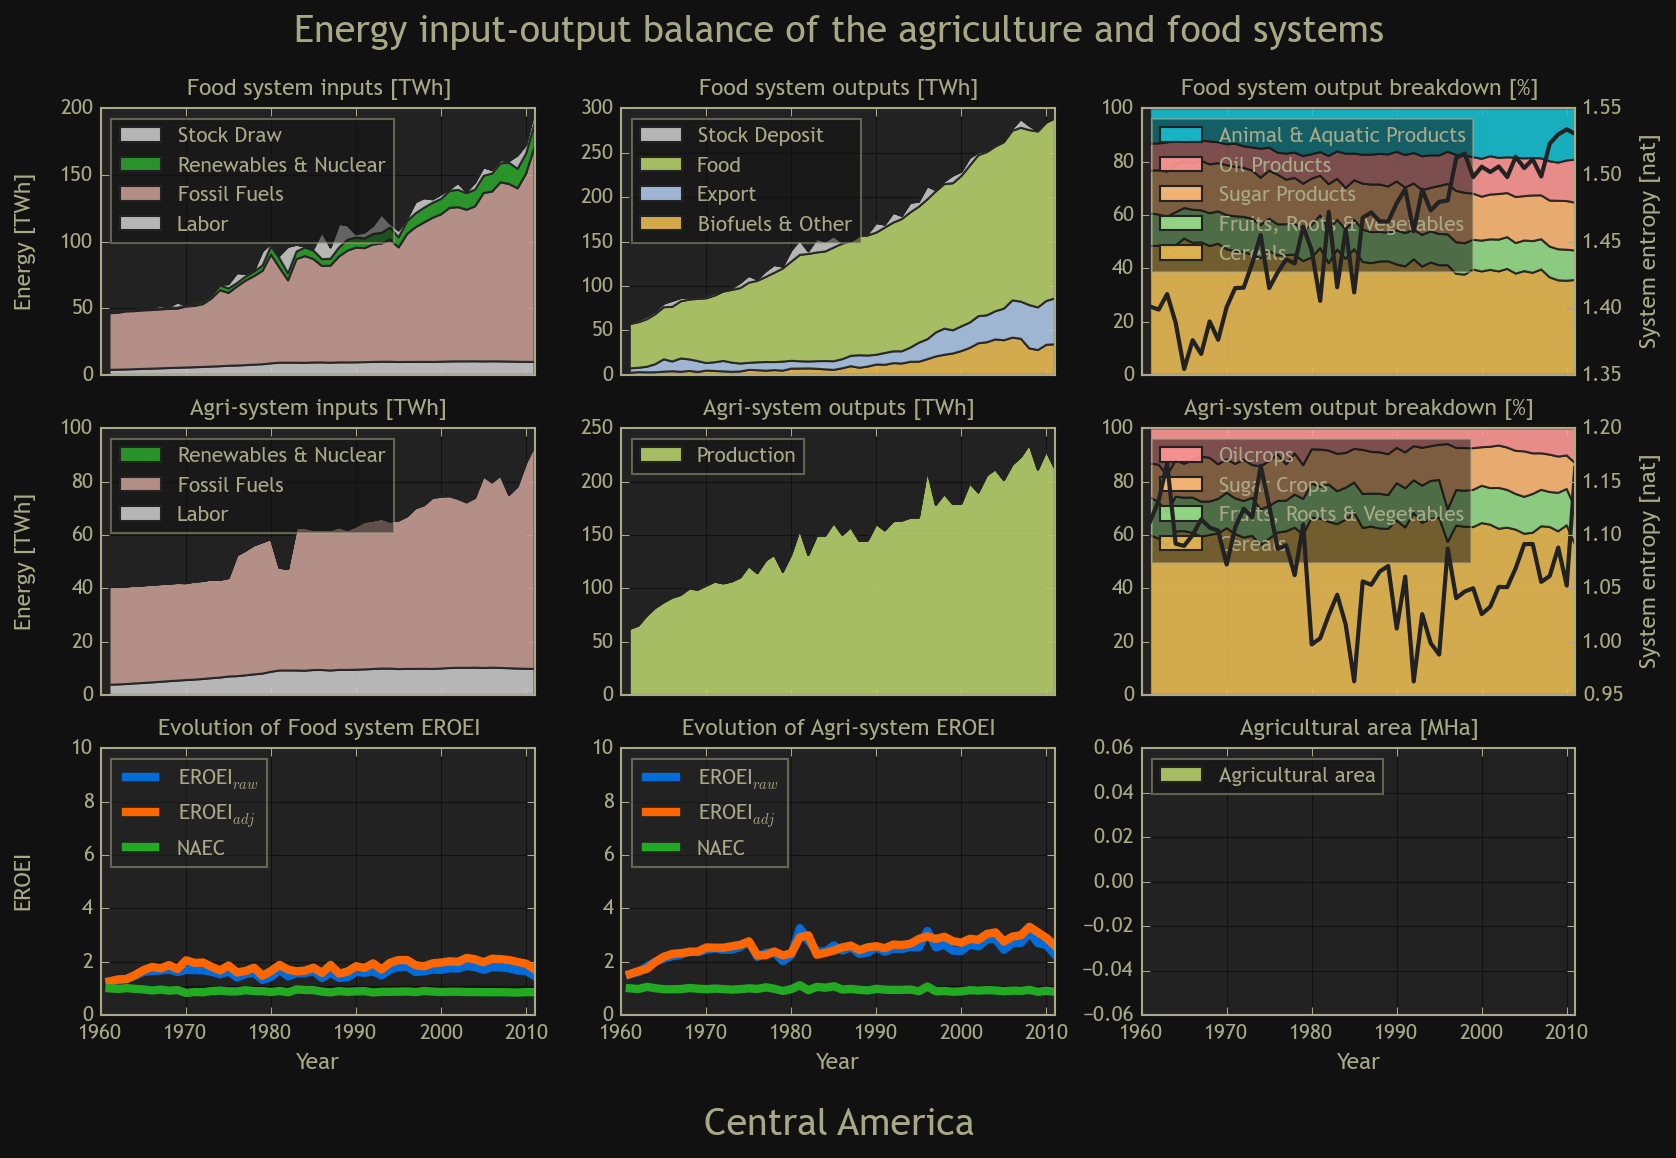 Energy input-output balance of the agriculture and food systems
Food system inputs [TWh]
Energy [TWh]
200
150
100
50
0
Stock Draw
Renewables & Nuclear
Fossil Fuels
Labor
Food system outputs [TWh]
300
250
200
150
100
50
0
Stock Deposit
Food
Export
Biofuels & Other
Food system output breakdown [%]
100
80
60
40
20
0
Animal & Aquatic Products
Oil Products
Sugar Products
Fruits, Roots & Vegetables
Cereals
1.55
1.50
1.45
1.40
1.35
System entropy [nat]
Agri-system inputs [TWh]
Energy [TWh]
100
80
60
40
20
0
Renewables & Nuclear
Fossil Fuels
Labor
Agri-system outputs [TWh]
250
200
150
100
50
0
Production
Agri-system output breakdown [%]
100
80
60
40
20
0
Oilcrops
Sugar Crops
Fruits, Roots & Vegetables
Cereals
1.20
1.15
1.10
1.05
1.00
0.95
System entropy [nat]
Evolution of Food system EROEI
EROEI
10
8
6
4
2
0
EROEI raw
EROEI adj
NAEC
1960 1970 1980 1990 2000 2010
Year
Evolution of Agri-system EROEI
10
8
6
4
2
0
EROEI raw
EROEI adj
NAEC
1960 1970 1980 1990 2000 2010
Year
Agricultural area [MHa]
0.06
0.04
0.02
0.00
−0.02
−0.04
−0.06
Agricultural area
1960 1970 1980 1990 2000 2010
Year
Central America